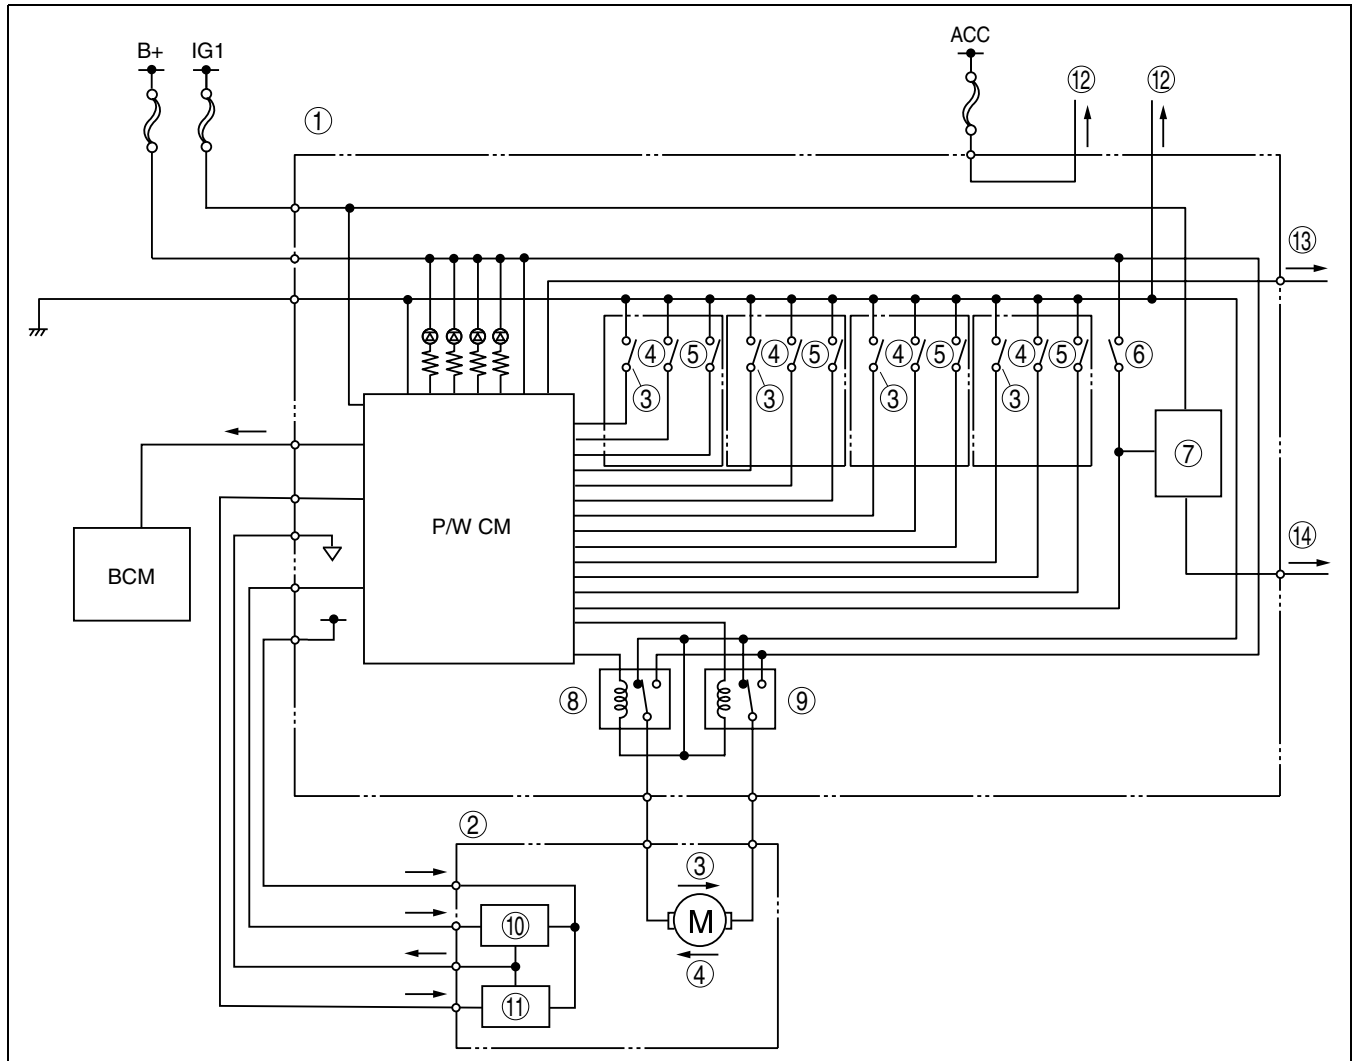 ACC
B+ IG1
⑫ ⑫
①
⑬
④ ⑤ ④ ⑤ ④ ⑤ ④ ⑤ ⑥
③ ③ ③ ③
⑦
P/W CM
⑭
BCM
⑧ ⑨
②
③
M
⑩
④
⑪